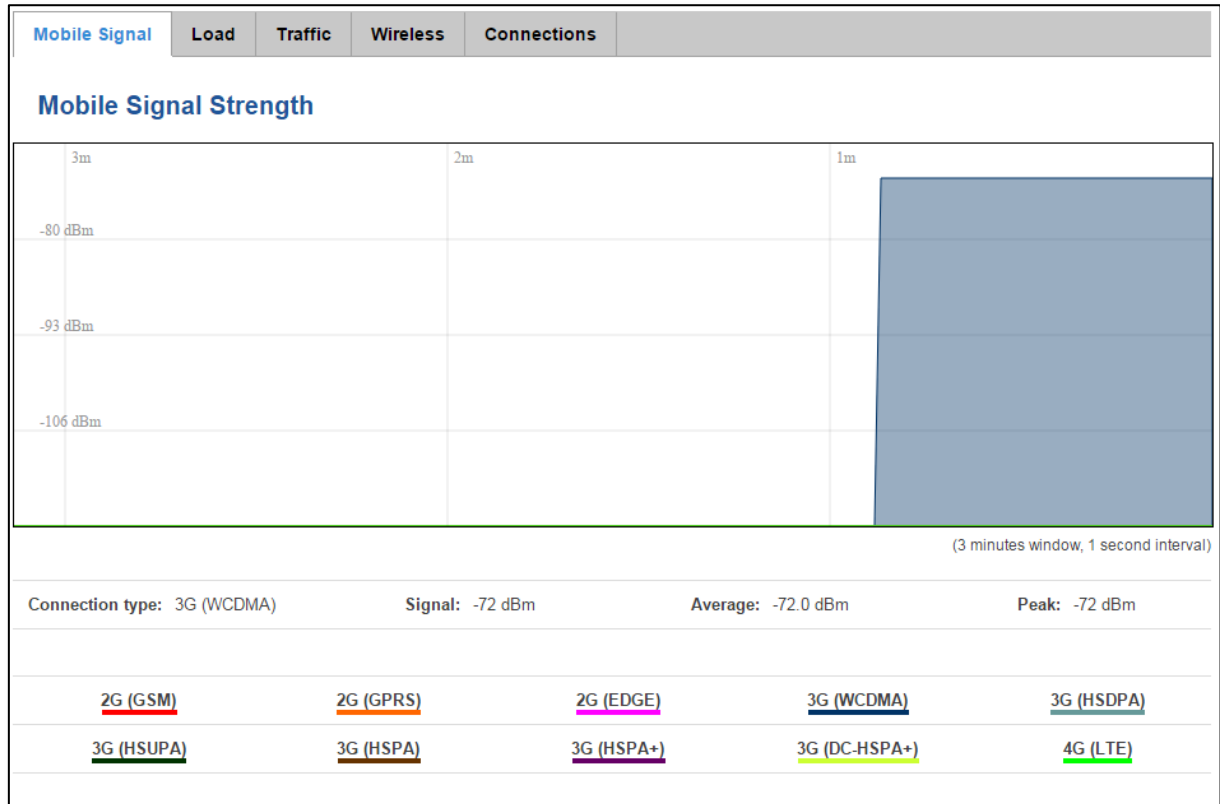 Mobile Signal Load Traffic Wireless Connections
Mobile Signal Strength
3m 2m 1m
-80 dBm
-93 dBm
-106 dBm
(3 minutes window, 1 second interval)
Connection type: 3G (WCDMA) Signal: -72 dBm Average: -72.0 dBm Peak: -72 dBm
2G (GSM) 2G (GPRS) 2G (EDGE) 3G (WCDMA) 3G (HSDPA)
3G (HSUPA) 3G (HSPA) 3G (HSPA+) 3G (DC-HSPA+) 4G (LTE)